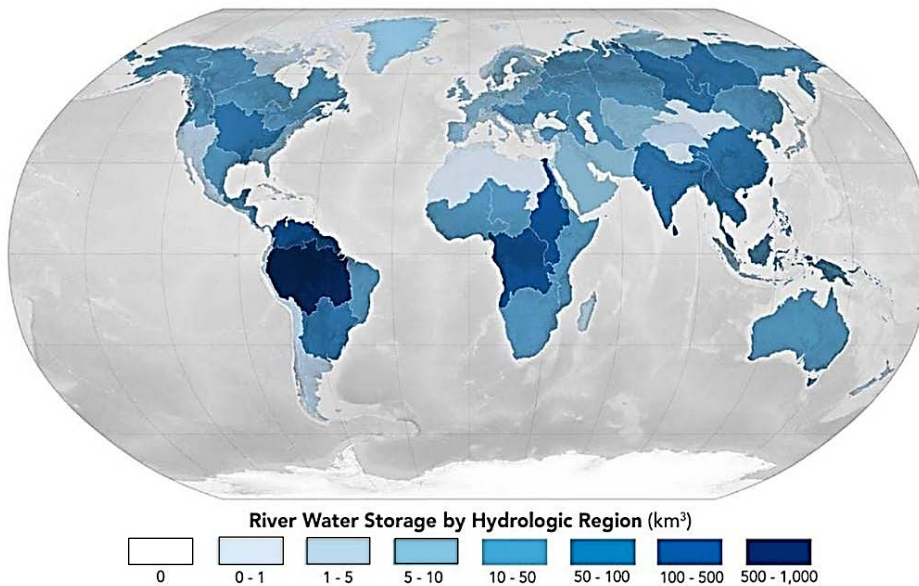 River Water Storage by Hydrologic Region (km³)
0 0 - 1 1 - 5 5 - 10 10 - 50 50 - 100 100 - 500 500 - 1,000